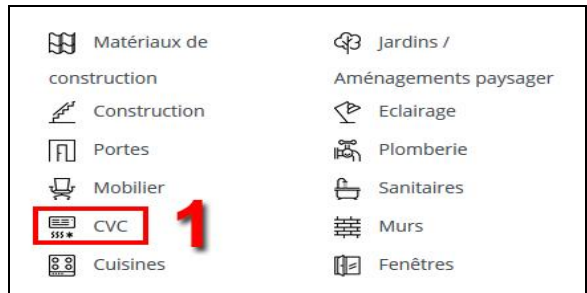 Matériaux de
construction
Construction
Portes
Mobilier
CVC
1
Cuisines
Jardins /
Aménagements paysager
Eclairage
Plomberie
Sanitaires
Murs
Fenêtres